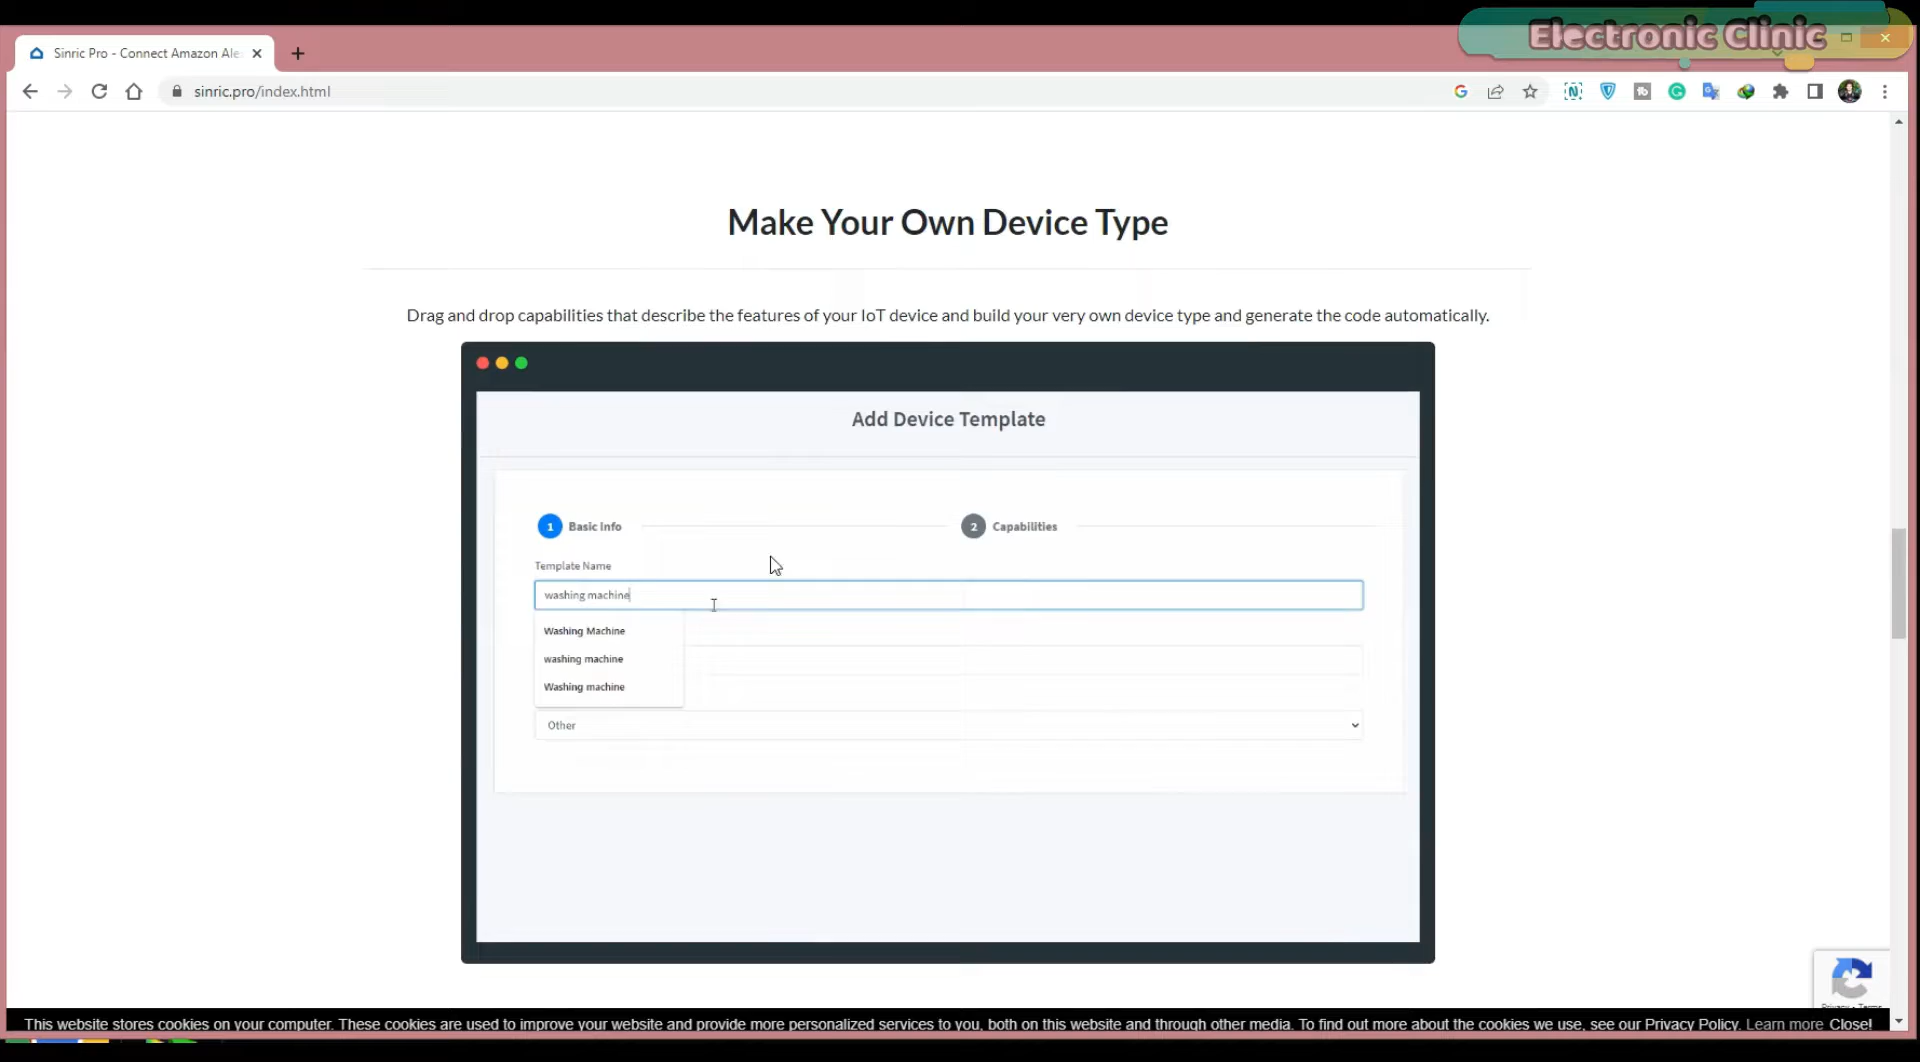 Electronic Clinic
Sinric Pro - Connect Amazon Ale
sinric.pro/index.html
Make Your Own Device Type
Drag and drop capabilities that describe the features of your IoT device and build your very own device type and generate the code automatically.
Add Device Template
1 Basic Info
2 Capabilities
Template Name
washing machine
Washing Machine
washing machine
Washing machine
Other
Privacy - Terms
This website stores cookies on your computer. These cookies are used to improve your website and provide more personalized services to you, both on this website and through other media. To find out more about the cookies we use, see our Privacy Policy. Learn more Close!